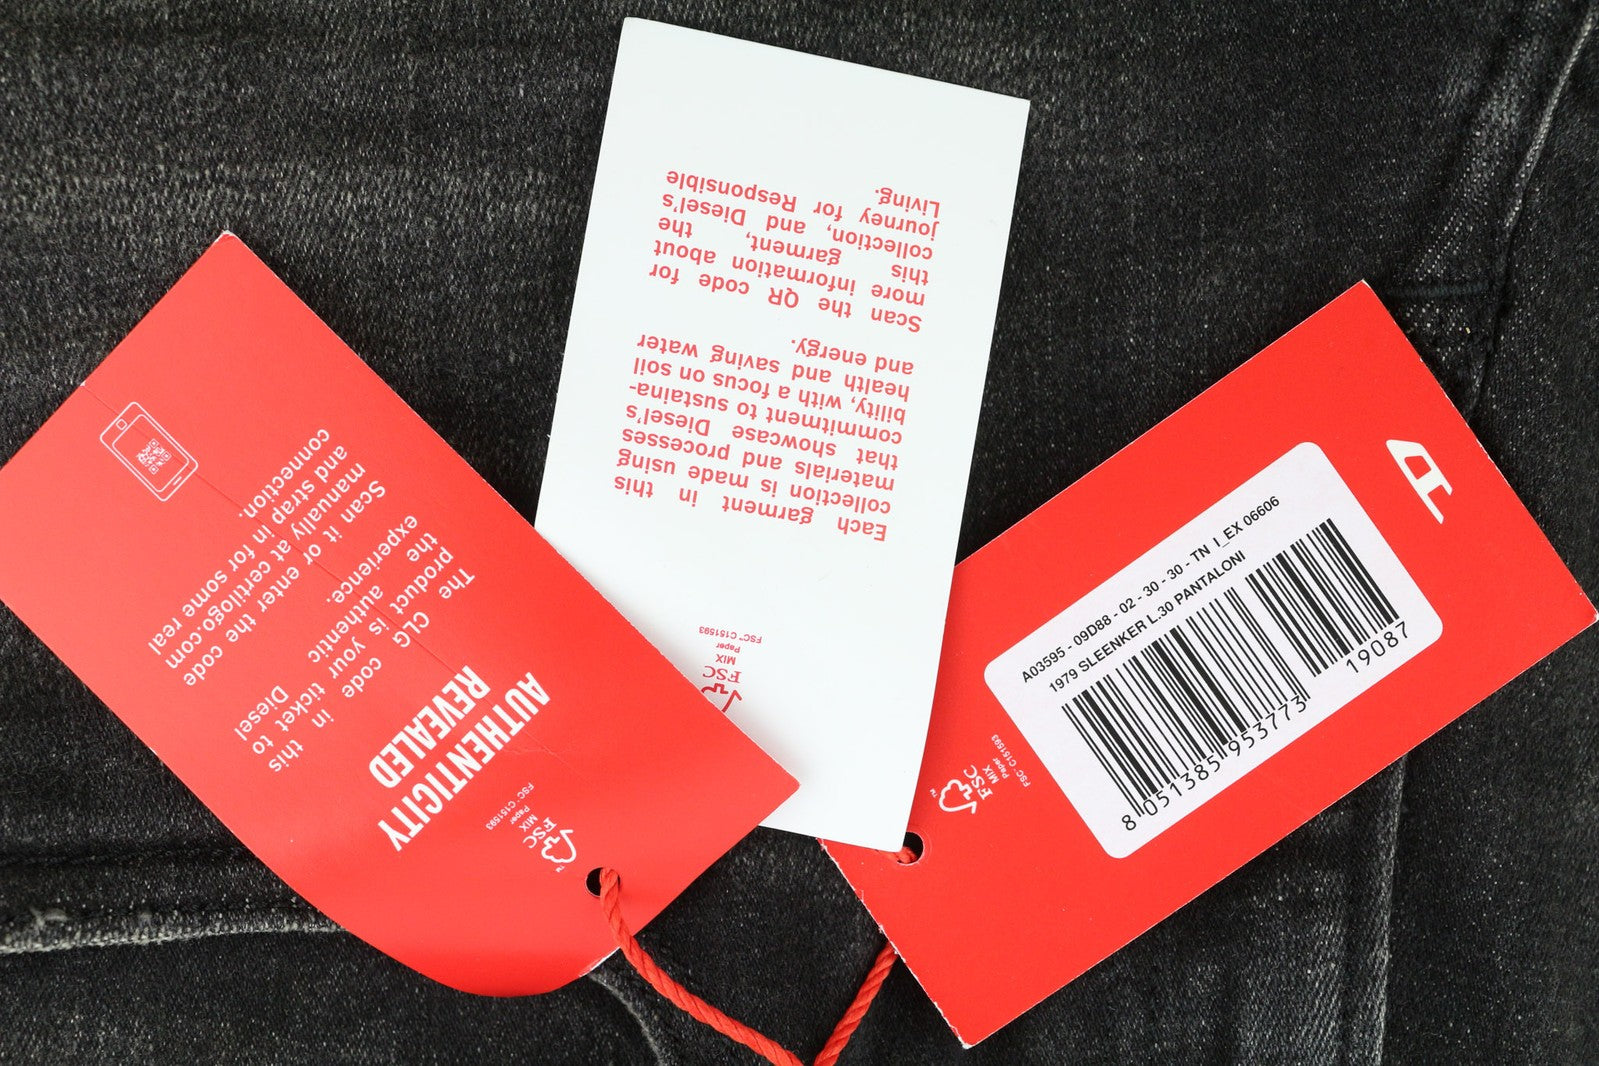 AUTHENTICITY
REVEALED
The CLG code in this
product is your ticket to
the authentic Diesel
experience.
Scan it or enter the code
manually at certilogo.com
and strap in for some real
connection.
™
FSC
MIX
Paper
FSC™ C151593
FSC
MIX
Paper
FSC™ C151593
Each garment in this
collection is made using
materials and processes
that showcase Diesel's
commitment to sustaina-
bility, with a focus on soil
health and saving water
and energy.
Scan the QR code for
more information about
this garment, the
collection, and Diesel's
journey for Responsible
Living.
A03595 - 09D88 - 02 - 30 - 30 - TN I_EX 06606
1979 SLEENKER L.30 PANTALONI
8 051385 953773
19087
™
FSC
MIX
Paper
FSC™ C151593
D